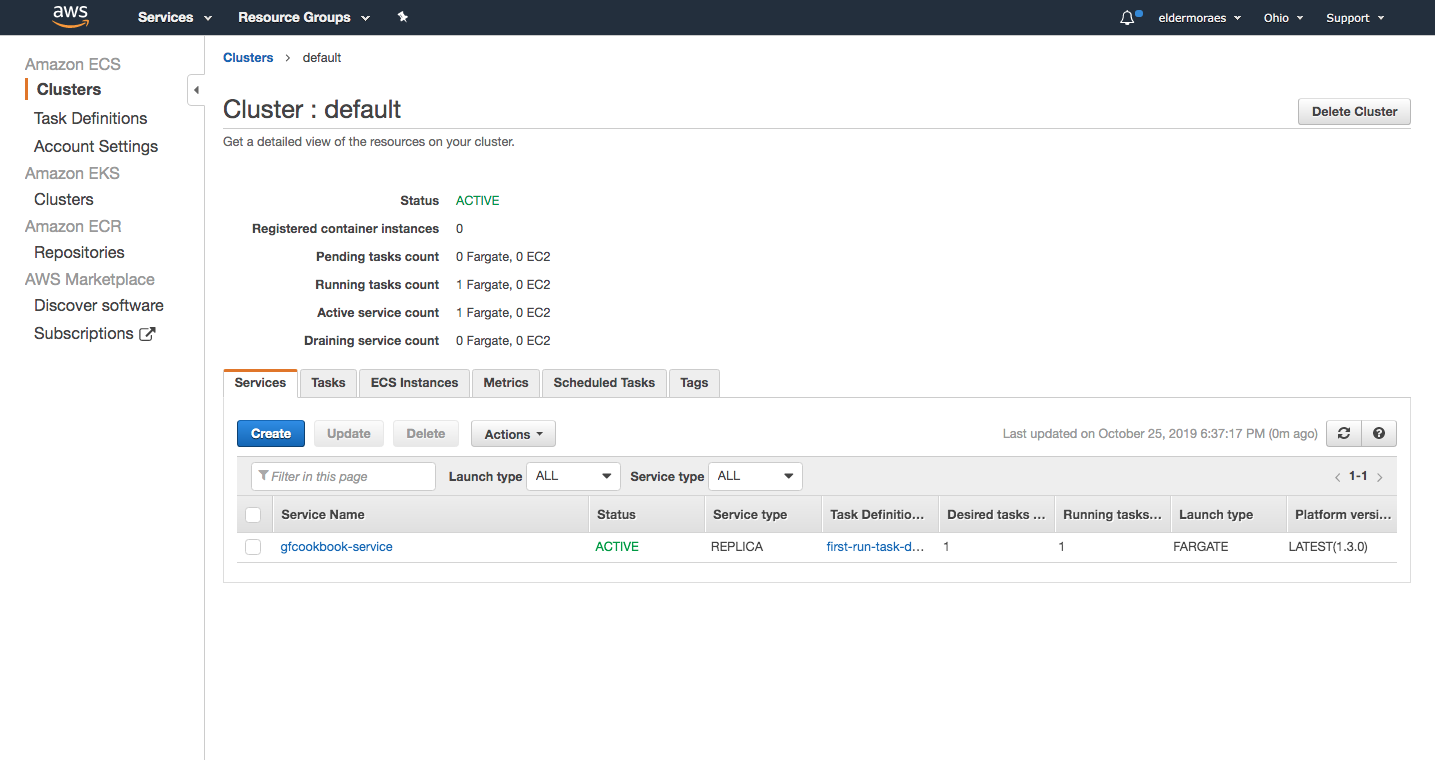 aws Services Resource Groups eldermoraes Ohio Support
Amazon ECS
Clusters
Task Definitions
Account Settings
Amazon EKS
Clusters
Amazon ECR
Repositories
AWS Marketplace
Discover software
Subscriptions
Clusters > default
Cluster : default
Delete Cluster
Get a detailed view of the resources on your cluster.
Status ACTIVE
Registered container instances 0
Pending tasks count 0 Fargate, 0 EC2
Running tasks count 1 Fargate, 0 EC2
Active service count 1 Fargate, 0 EC2
Draining service count 0 Fargate, 0 EC2
Services Tasks ECS Instances Metrics Scheduled Tasks Tags
Create Update Delete Actions Last updated on October 25, 2019 6:37:17 PM (0m ago) ?
Filter in this page Launch type ALL Service type ALL < 1-1 >
Service Name Status Service type Task Definitio... Desired tasks ... Running tasks... Launch type Platform versi...
gfcookbook-service ACTIVE REPLICA first-run-task-d... 1 1 FARGATE LATEST(1.3.0)